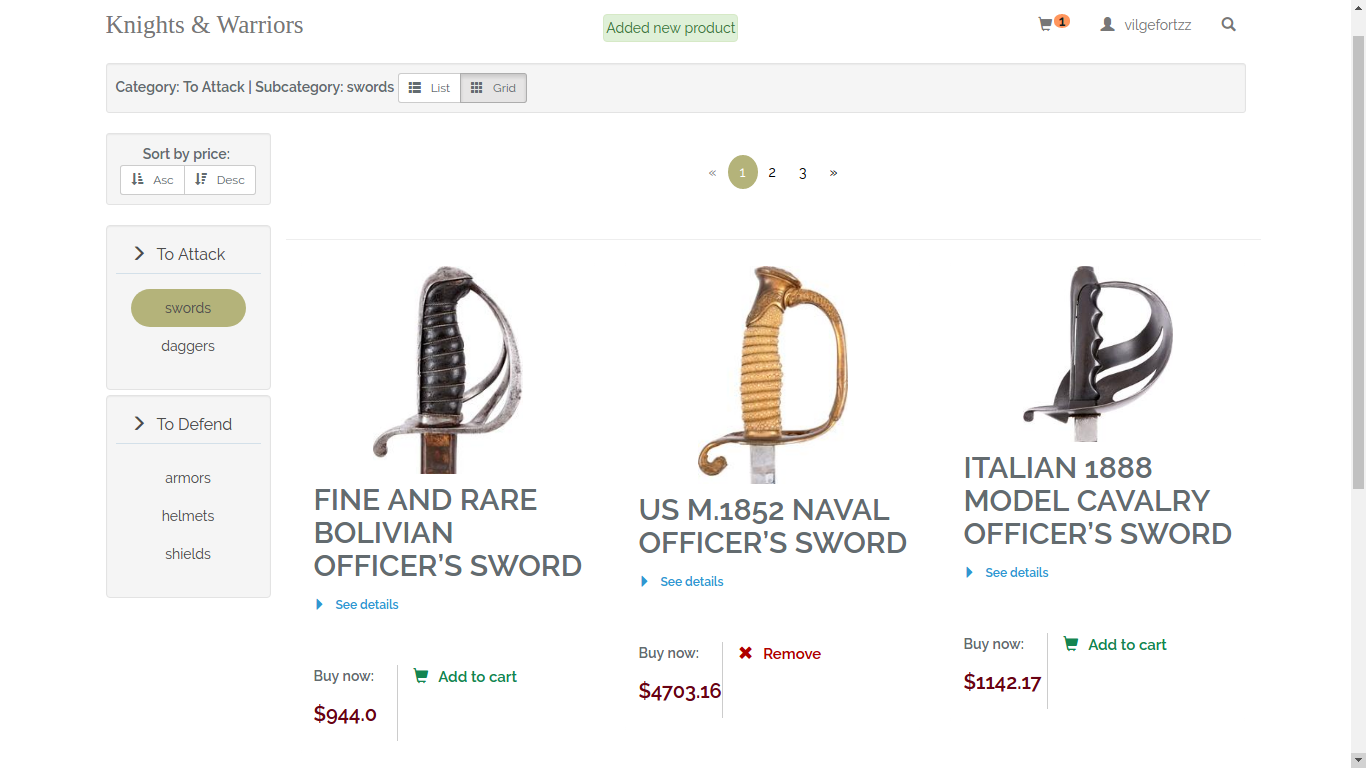 Knights & Warriors
Added new product
1
vilgefortzz
Category: To Attack | Subcategory: swords
List
Grid
Sort by price:
Asc
Desc
« 1 2 3 »
To Attack
swords
daggers
To Defend
armors
helmets
shields
FINE AND RARE
BOLIVIAN
OFFICER’S SWORD
See details
Buy now:
$944.0
Add to cart
US M.1852 NAVAL
OFFICER’S SWORD
See details
Buy now:
$4703.16
Remove
ITALIAN 1888
MODEL CAVALRY
OFFICER’S SWORD
See details
Buy now:
$1142.17
Add to cart